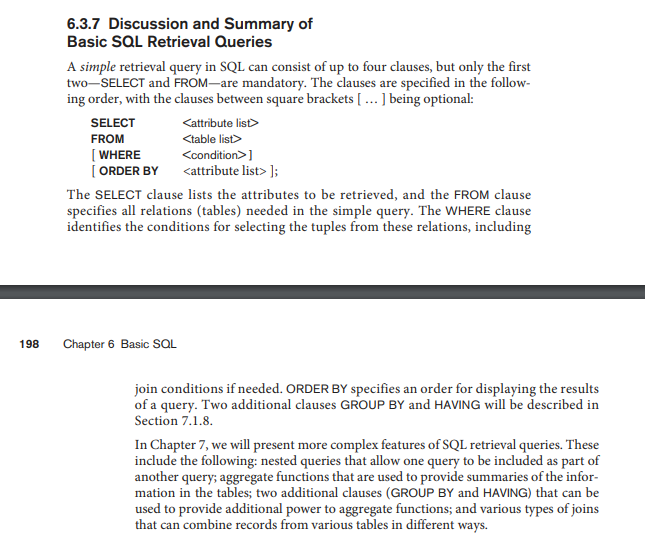 6.3.7 Discussion and Summary of
Basic SQL Retrieval Queries
A simple retrieval query in SQL can consist of up to four clauses, but only the first
two—SELECT and FROM—are mandatory. The clauses are specified in the follow-
ing order, with the clauses between square brackets [ … ] being optional:
SELECT <attribute list>
FROM <table list>
[ WHERE <condition> ]
[ ORDER BY <attribute list> ];
The SELECT clause lists the attributes to be retrieved, and the FROM clause
specifies all relations (tables) needed in the simple query. The WHERE clause
identifies the conditions for selecting the tuples from these relations, including
198 Chapter 6 Basic SQL
join conditions if needed. ORDER BY specifies an order for displaying the results
of a query. Two additional clauses GROUP BY and HAVING will be described in
Section 7.1.8.
In Chapter 7, we will present more complex features of SQL retrieval queries. These
include the following: nested queries that allow one query to be included as part of
another query; aggregate functions that are used to provide summaries of the infor-
mation in the tables; two additional clauses (GROUP BY and HAVING) that can be
used to provide additional power to aggregate functions; and various types of joins
that can combine records from various tables in different ways.